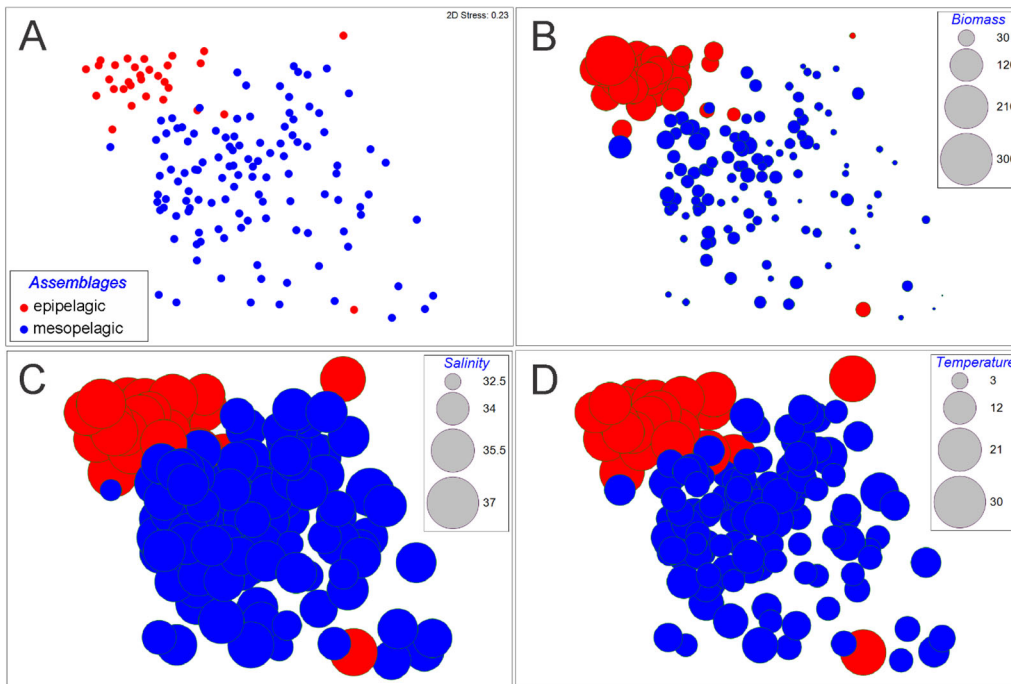 A
2D Stress: 0.23
Assemblages
epipelagic
mesopelagic
B
Biomass
30
120
210
300
C
Salinity
32.5
34
35.5
37
D
Temperature
3
12
21
30